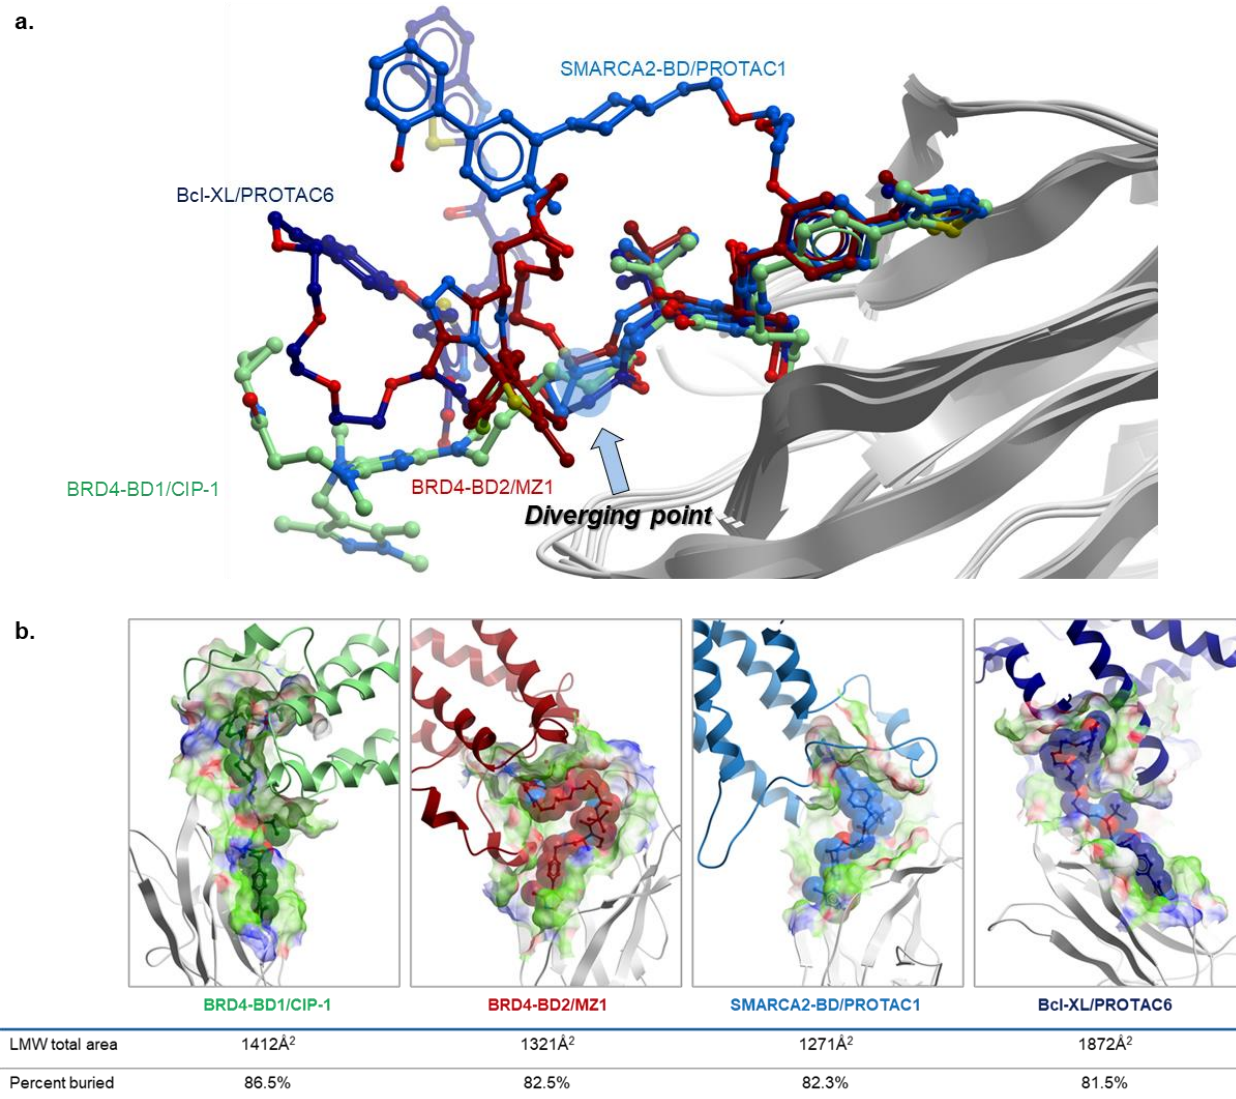 a.
SMARCA2-BD/PROTAC1
Bcl-XL/PROTAC6
BRD4-BD1/CIP-1
BRD4-BD2/MZ1
Diverging point
b.
BRD4-BD1/CIP-1 BRD4-BD2/MZ1 SMARCA2-BD/PROTAC1 Bcl-XL/PROTAC6
LMW total area 1412Å² 1321Å² 1271Å² 1872Å²
Percent buried 86.5% 82.5% 82.3% 81.5%